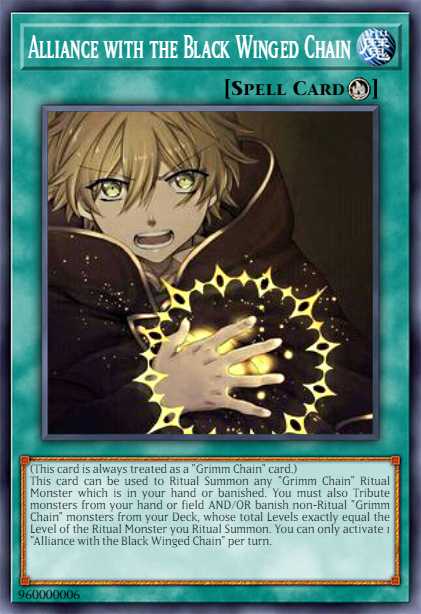 Alliance with the Black Winged Chain
[Spell Card]
(This card is always treated as a "Grimm Chain" card.)
This card can be used to Ritual Summon any "Grimm Chain" Ritual
Monster which is in your hand or banished. You must also Tribute
monsters from your hand or field AND/OR banish non-Ritual "Grimm
Chain" monsters from your Deck, whose total Levels exactly equal the
Level of the Ritual Monster you Ritual Summon. You can only activate 1
"Alliance with the Black Winged Chain" per turn.
960000006